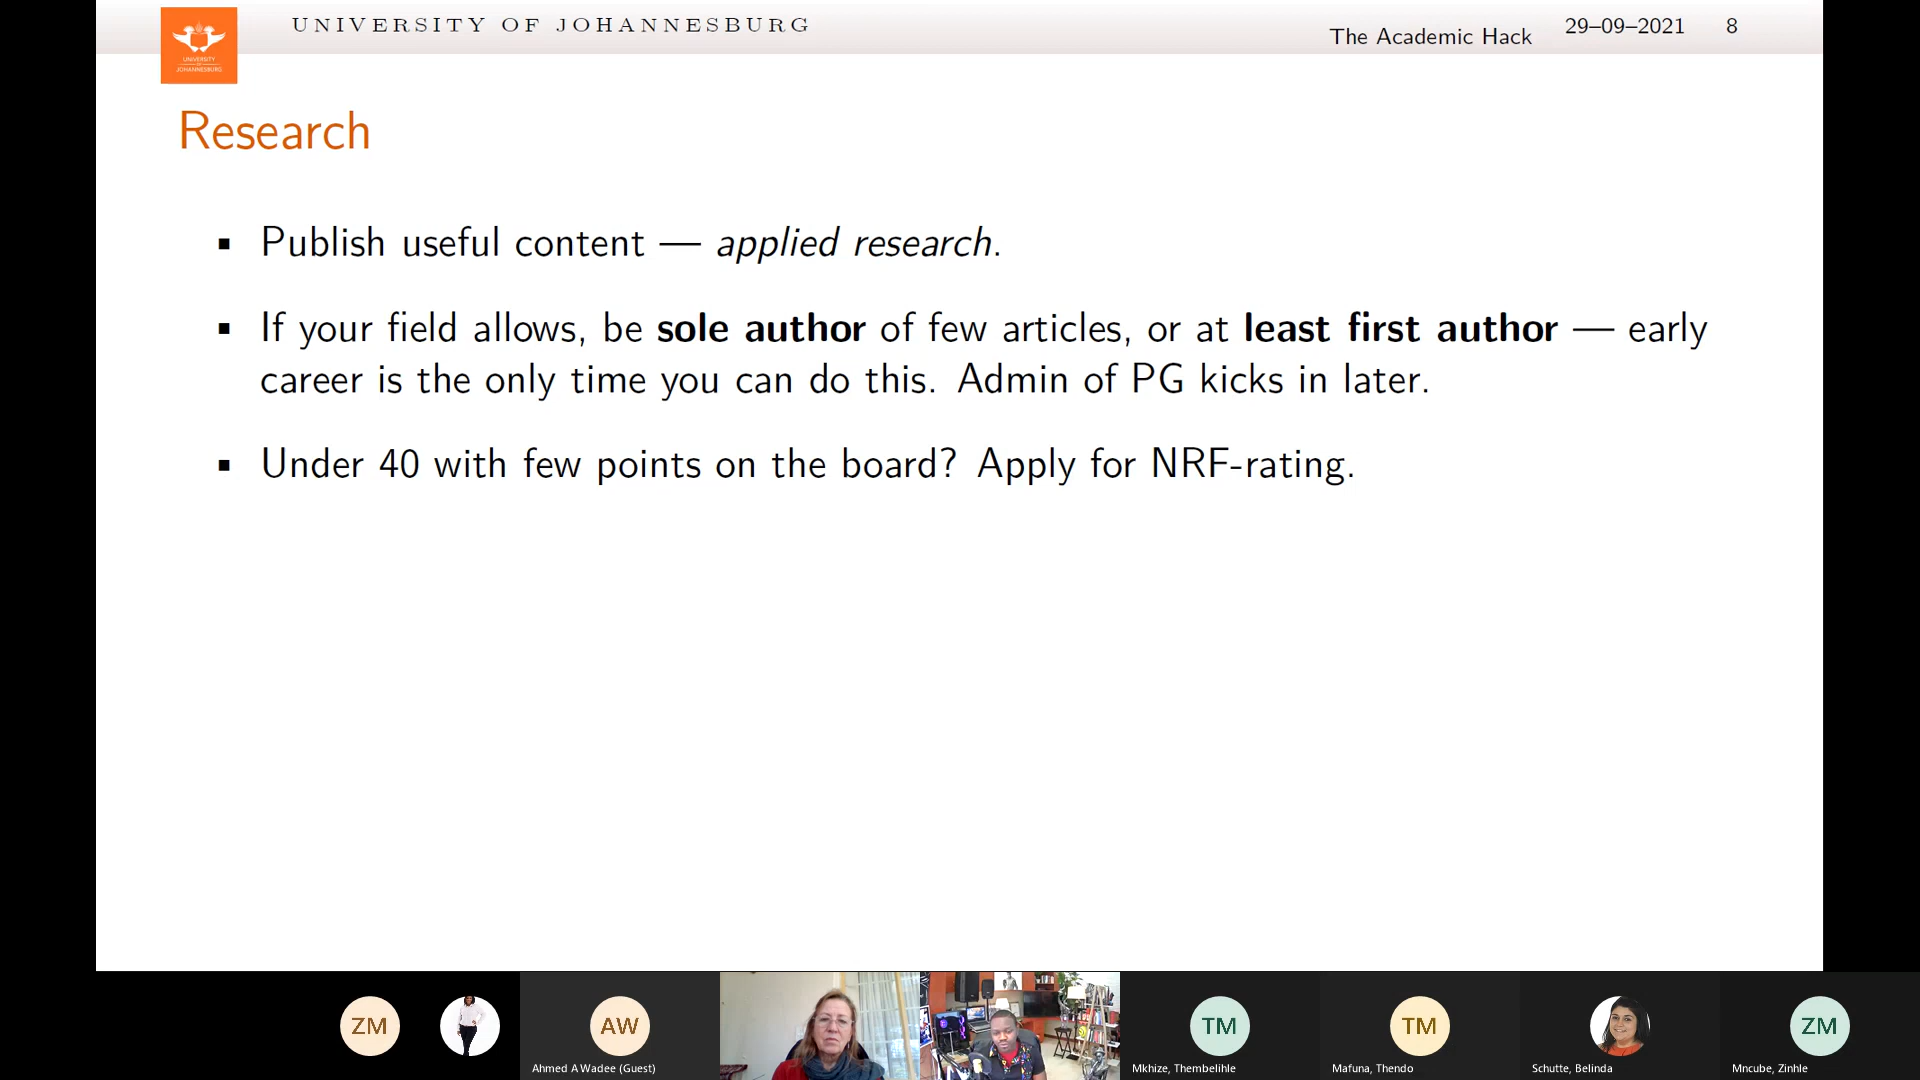 UNIVERSITY OF JOHANNESBURG
The Academic Hack 29–09–2021 8
UNIVERSITY
OF
JOHANNESBURG
Research
▪ Publish useful content — applied research.
▪ If your field allows, be sole author of few articles, or at least first author — early
career is the only time you can do this. Admin of PG kicks in later.
▪ Under 40 with few points on the board? Apply for NRF-rating.
ZM
AW
TM
TM
ZM
Ahmed A Wadee (Guest)
Mkhize, Thembelihle
Mafuna, Thendo
Schutte, Belinda
Mncube, Zinhle